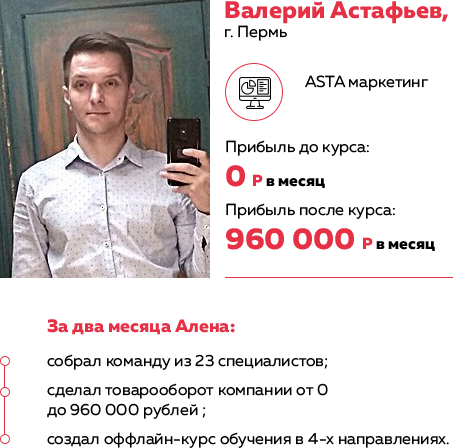 Валерий Астафьев,
г. Пермь
ASTA маркетинг
Прибыль до курса:
0 Р в месяц
Прибыль после курса:
960 000 Р в месяц
За два месяца Алена:
собрал команду из 23 специалистов;
сделал товарооборот компании от 0
до 960 000 рублей ;
создал оффлайн-курс обучения в 4-х направлениях.